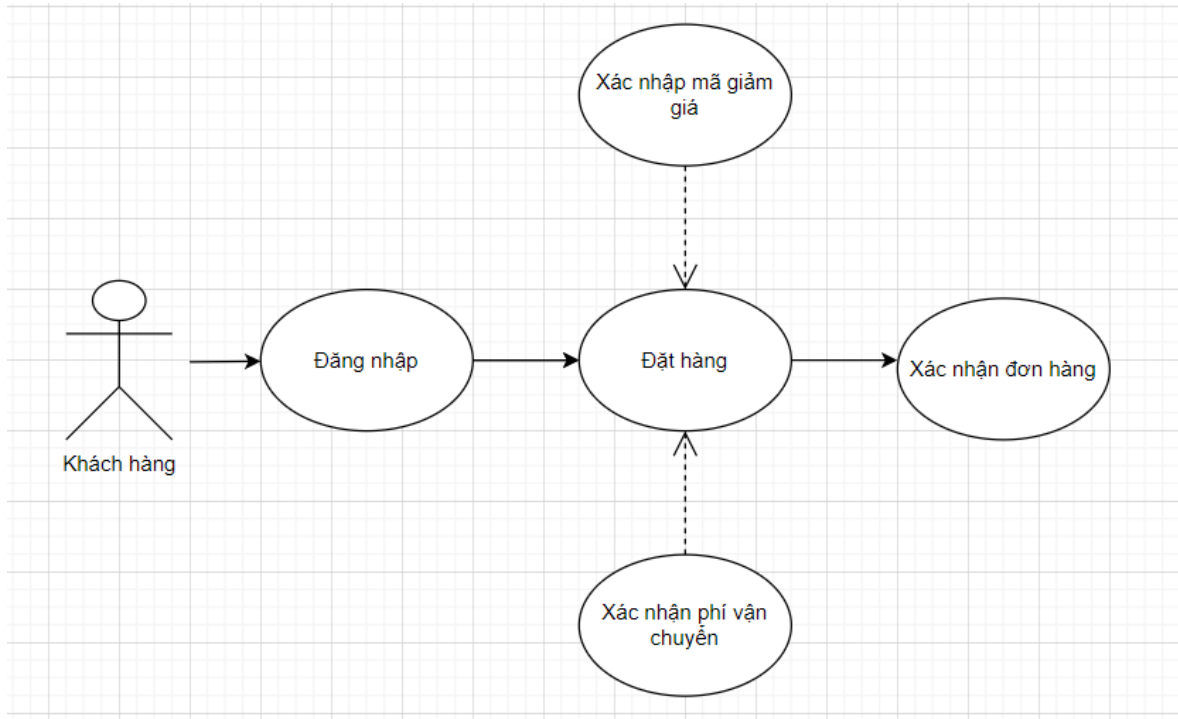 Xác nhập mã giảm
giá
Đăng nhập
Đặt hàng
Xác nhận đơn hàng
Khách hàng
Xác nhận phí vận
chuyển